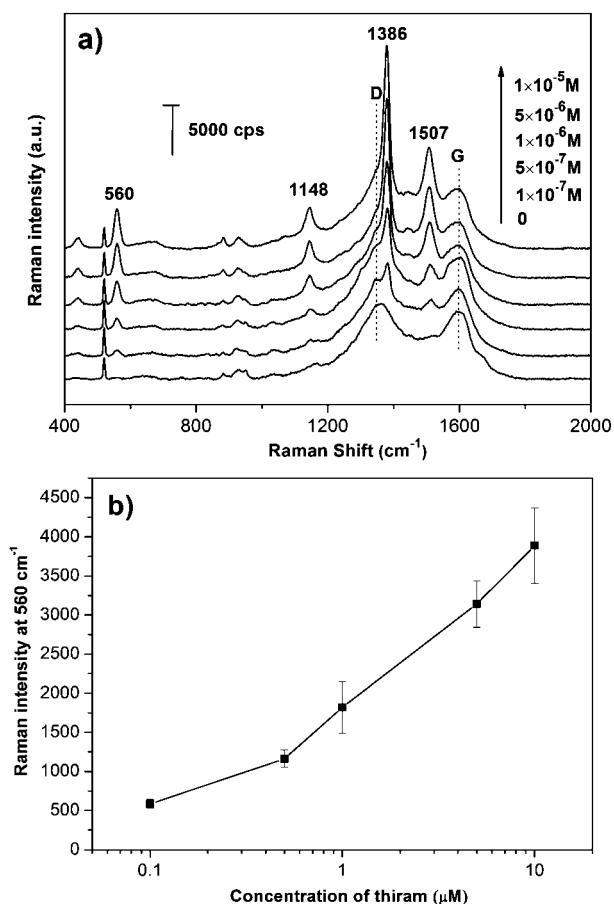 a)
1386
D
5000 cps
1507
G
560
1148
1×10⁻⁵M
5×10⁻⁶M
1×10⁻⁶M
5×10⁻⁷M
1×10⁻⁷M
0
Raman intensity (a.u.)
400 800 1200 1600 2000
Raman Shift (cm⁻¹)
b)
Raman intensity at 560 cm⁻¹
4500
4000
3500
3000
2500
2000
1500
1000
500
0
0.1 1 10
Concentration of thiram (μM)